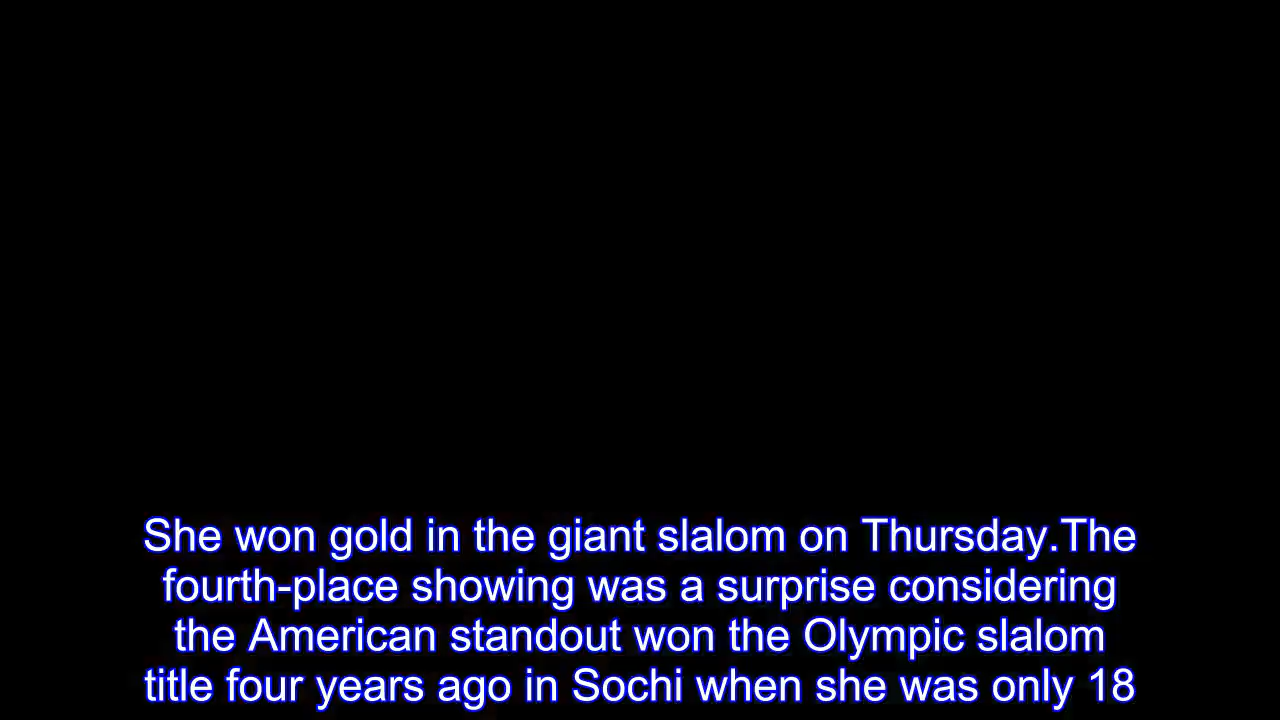 She won gold in the giant slalom on Thursday.The
fourth-place showing was a surprise considering
the American standout won the Olympic slalom
title four years ago in Sochi when she was only 18